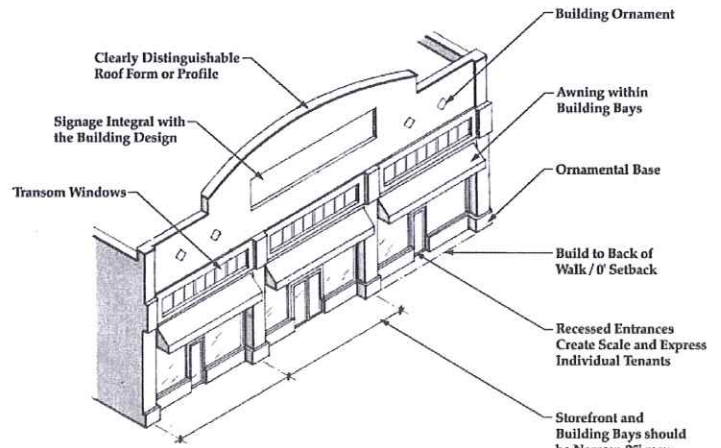 Building Ornament
Clearly Distinguishable
Roof Form or Profile
Awning within
Building Bays
Signage Integral with
the Building Design
Ornamental Base
Transom Windows
Build to Back of
Walk / 0' Setback
Recessed Entrances
Create Scale and Express
Individual Tenants
Storefront and
Building Bays should